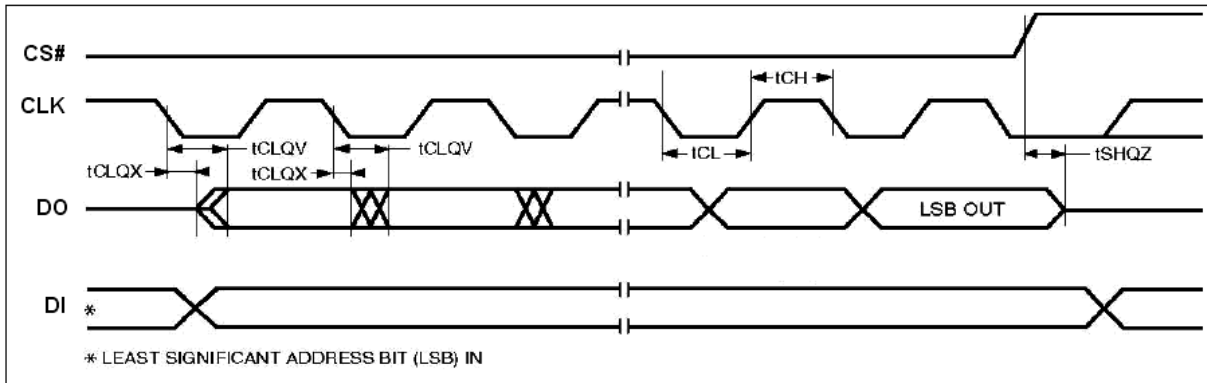 CS#
tCH
CLK
tCLQV
tCLQV
tCL
tCLQX
tCLQX
tSHQZ
DO
LSB OUT
DI
*
* LEAST SIGNIFICANT ADDRESS BIT (LSB) IN